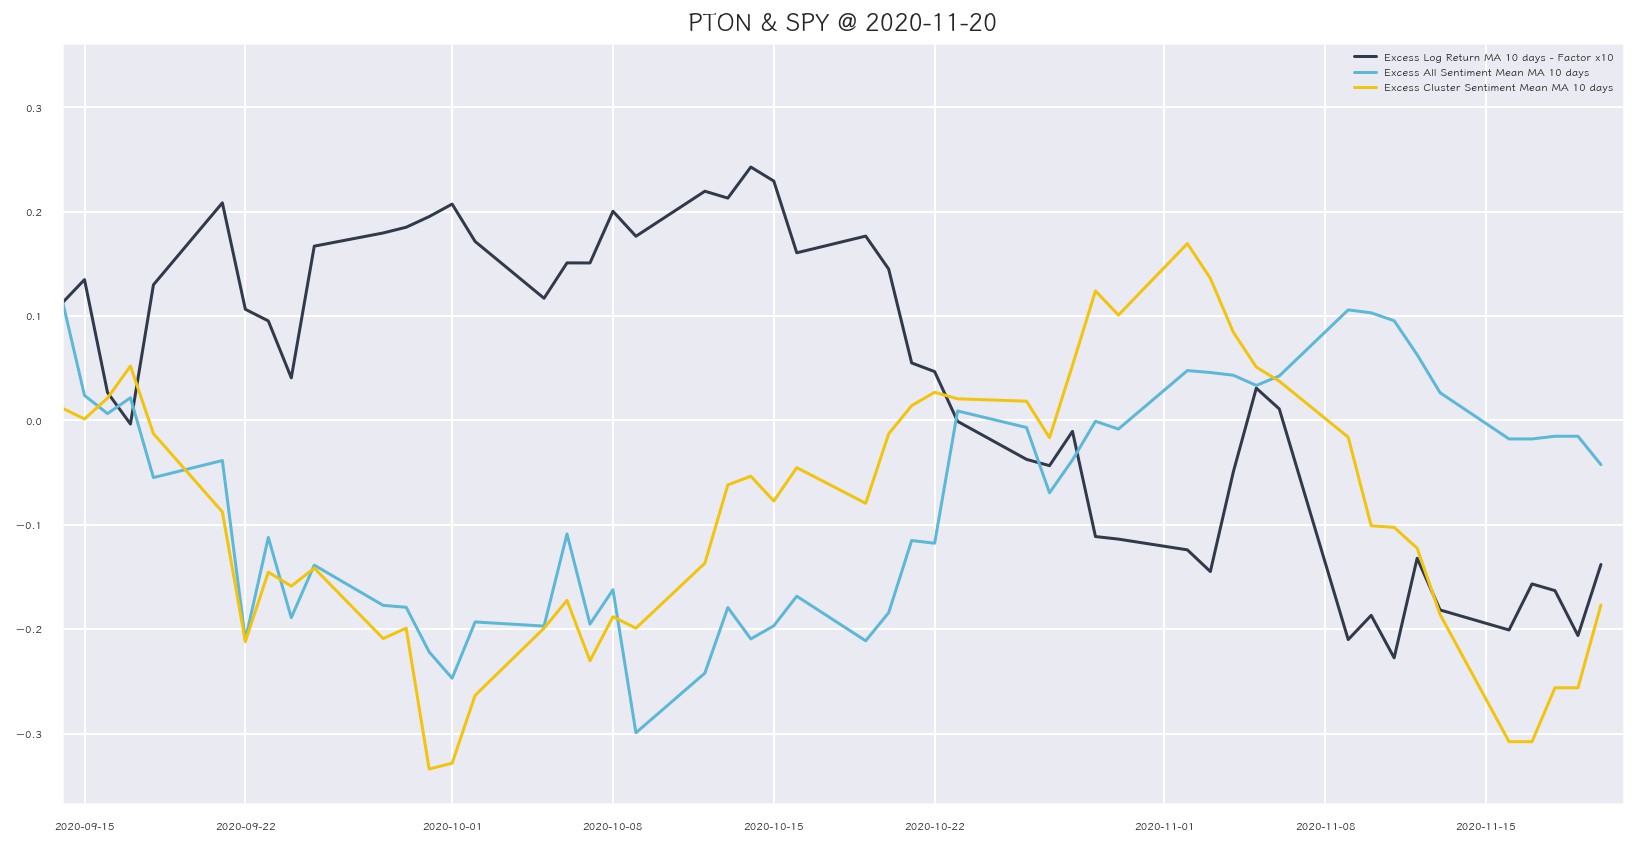 PTON & SPY @ 2020-11-20
Excess Log Return MA 10 days - Factor x10
Excess All Sentiment Mean MA 10 days
Excess Cluster Sentiment Mean MA 10 days
0.3
0.2
0.1
0.0
−0.1
−0.2
−0.3
2020-09-15 2020-09-22 2020-10-01 2020-10-08 2020-10-15 2020-10-22 2020-11-01 2020-11-08 2020-11-15